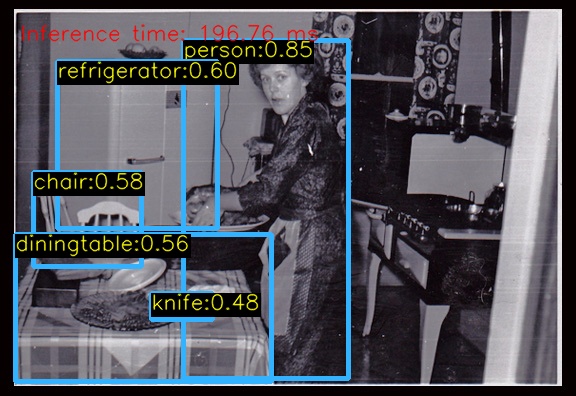 Inference time: 196.76 ms
person:0.85
refrigerator:0.60
chair:0.58
diningtable:0.56
knife:0.48